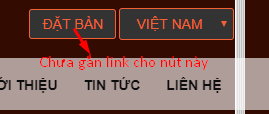 ĐẶT BÀN VIỆT NAM
Chưa gắn link cho nút này
ỚI THIỆU TIN TỨC LIÊN HỆ